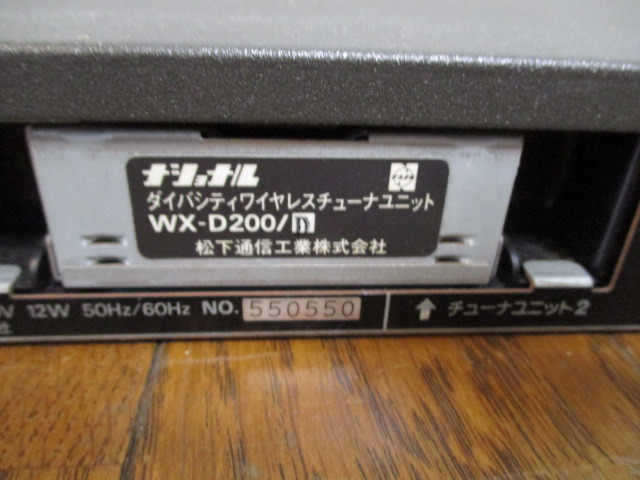 ナショナル
ダイバシティワイヤレスチューナユニット
WX-D200/n
松下通信工業株式会社
V 12W 50Hz/60Hz NO. 550550
社
↑ チューナユニット2